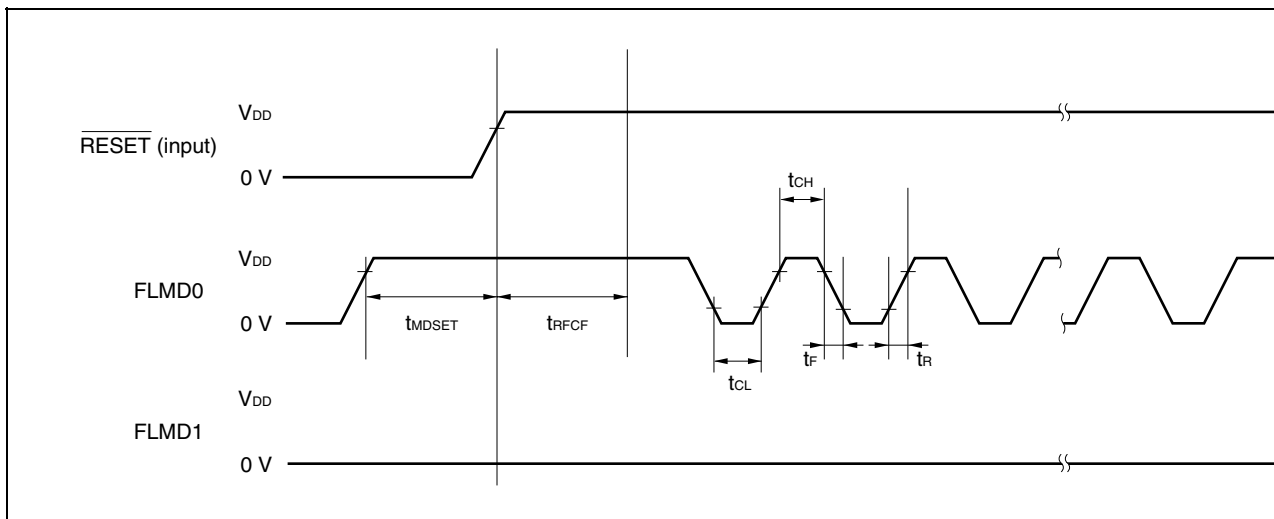 VDD
RESET (input)
0 V
tCH
VDD
FLMD0
0 V
tMDSET
tRFCF
tF
tR
tCL
VDD
FLMD1
0 V